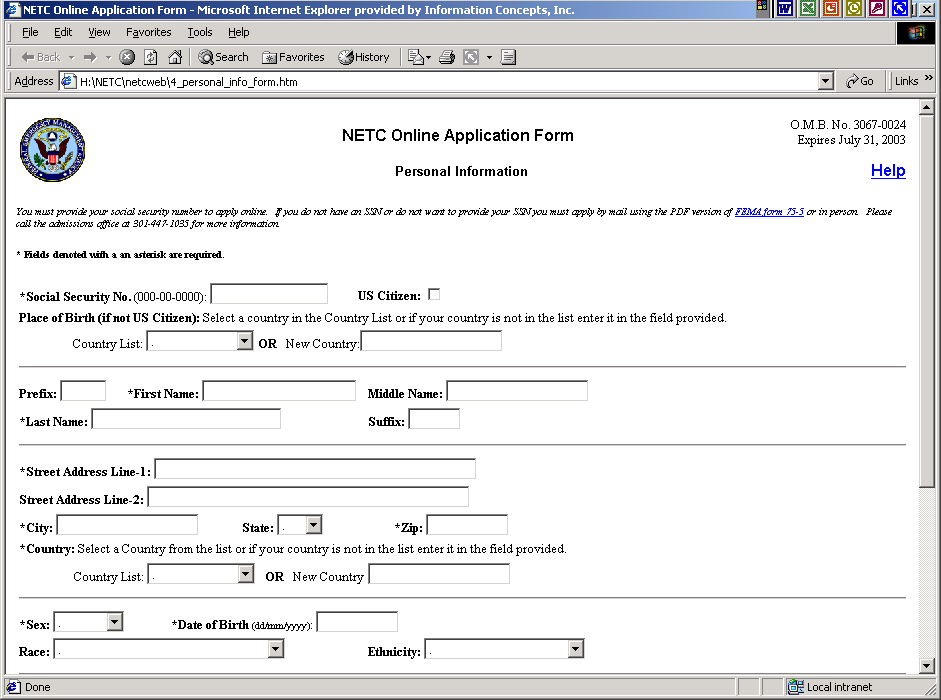 NETC Online Application Form - Microsoft Internet Explorer provided by Information Concepts, Inc.
File Edit View Favorites Tools Help
Back Search Favorites History
Address H:\NETC\netcweb\4_personal_info_form.htm Go Links »
NETC Online Application Form
O.M.B. No. 3067-0024
Expires July 31, 2003
Personal Information
Help
You must provide your social security number to apply online. If you do not have an SSN or do not want to provide your SSN you must apply by mail using the PDF version of FEMA form 75-5 or in person. Please
call the admissions office at 301-447-1035 for more information.
* Fields denoted with a an asterisk are required.
*Social Security No. (000-00-0000): US Citizen:
Place of Birth (if not US Citizen): Select a country in the Country List or if your country is not in the list enter it in the field provided.
Country List: . OR New Country:
Prefix: *First Name: Middle Name:
*Last Name: Suffix:
*Street Address Line-1:
Street Address Line-2:
*City: State: . *Zip:
*Country: Select a Country from the list or if your country is not in the list enter it in the field provided.
Country List: . OR New Country
*Sex: . *Date of Birth (dd/mm/yyyy):
Race: . Ethnicity: .
Done Local intranet